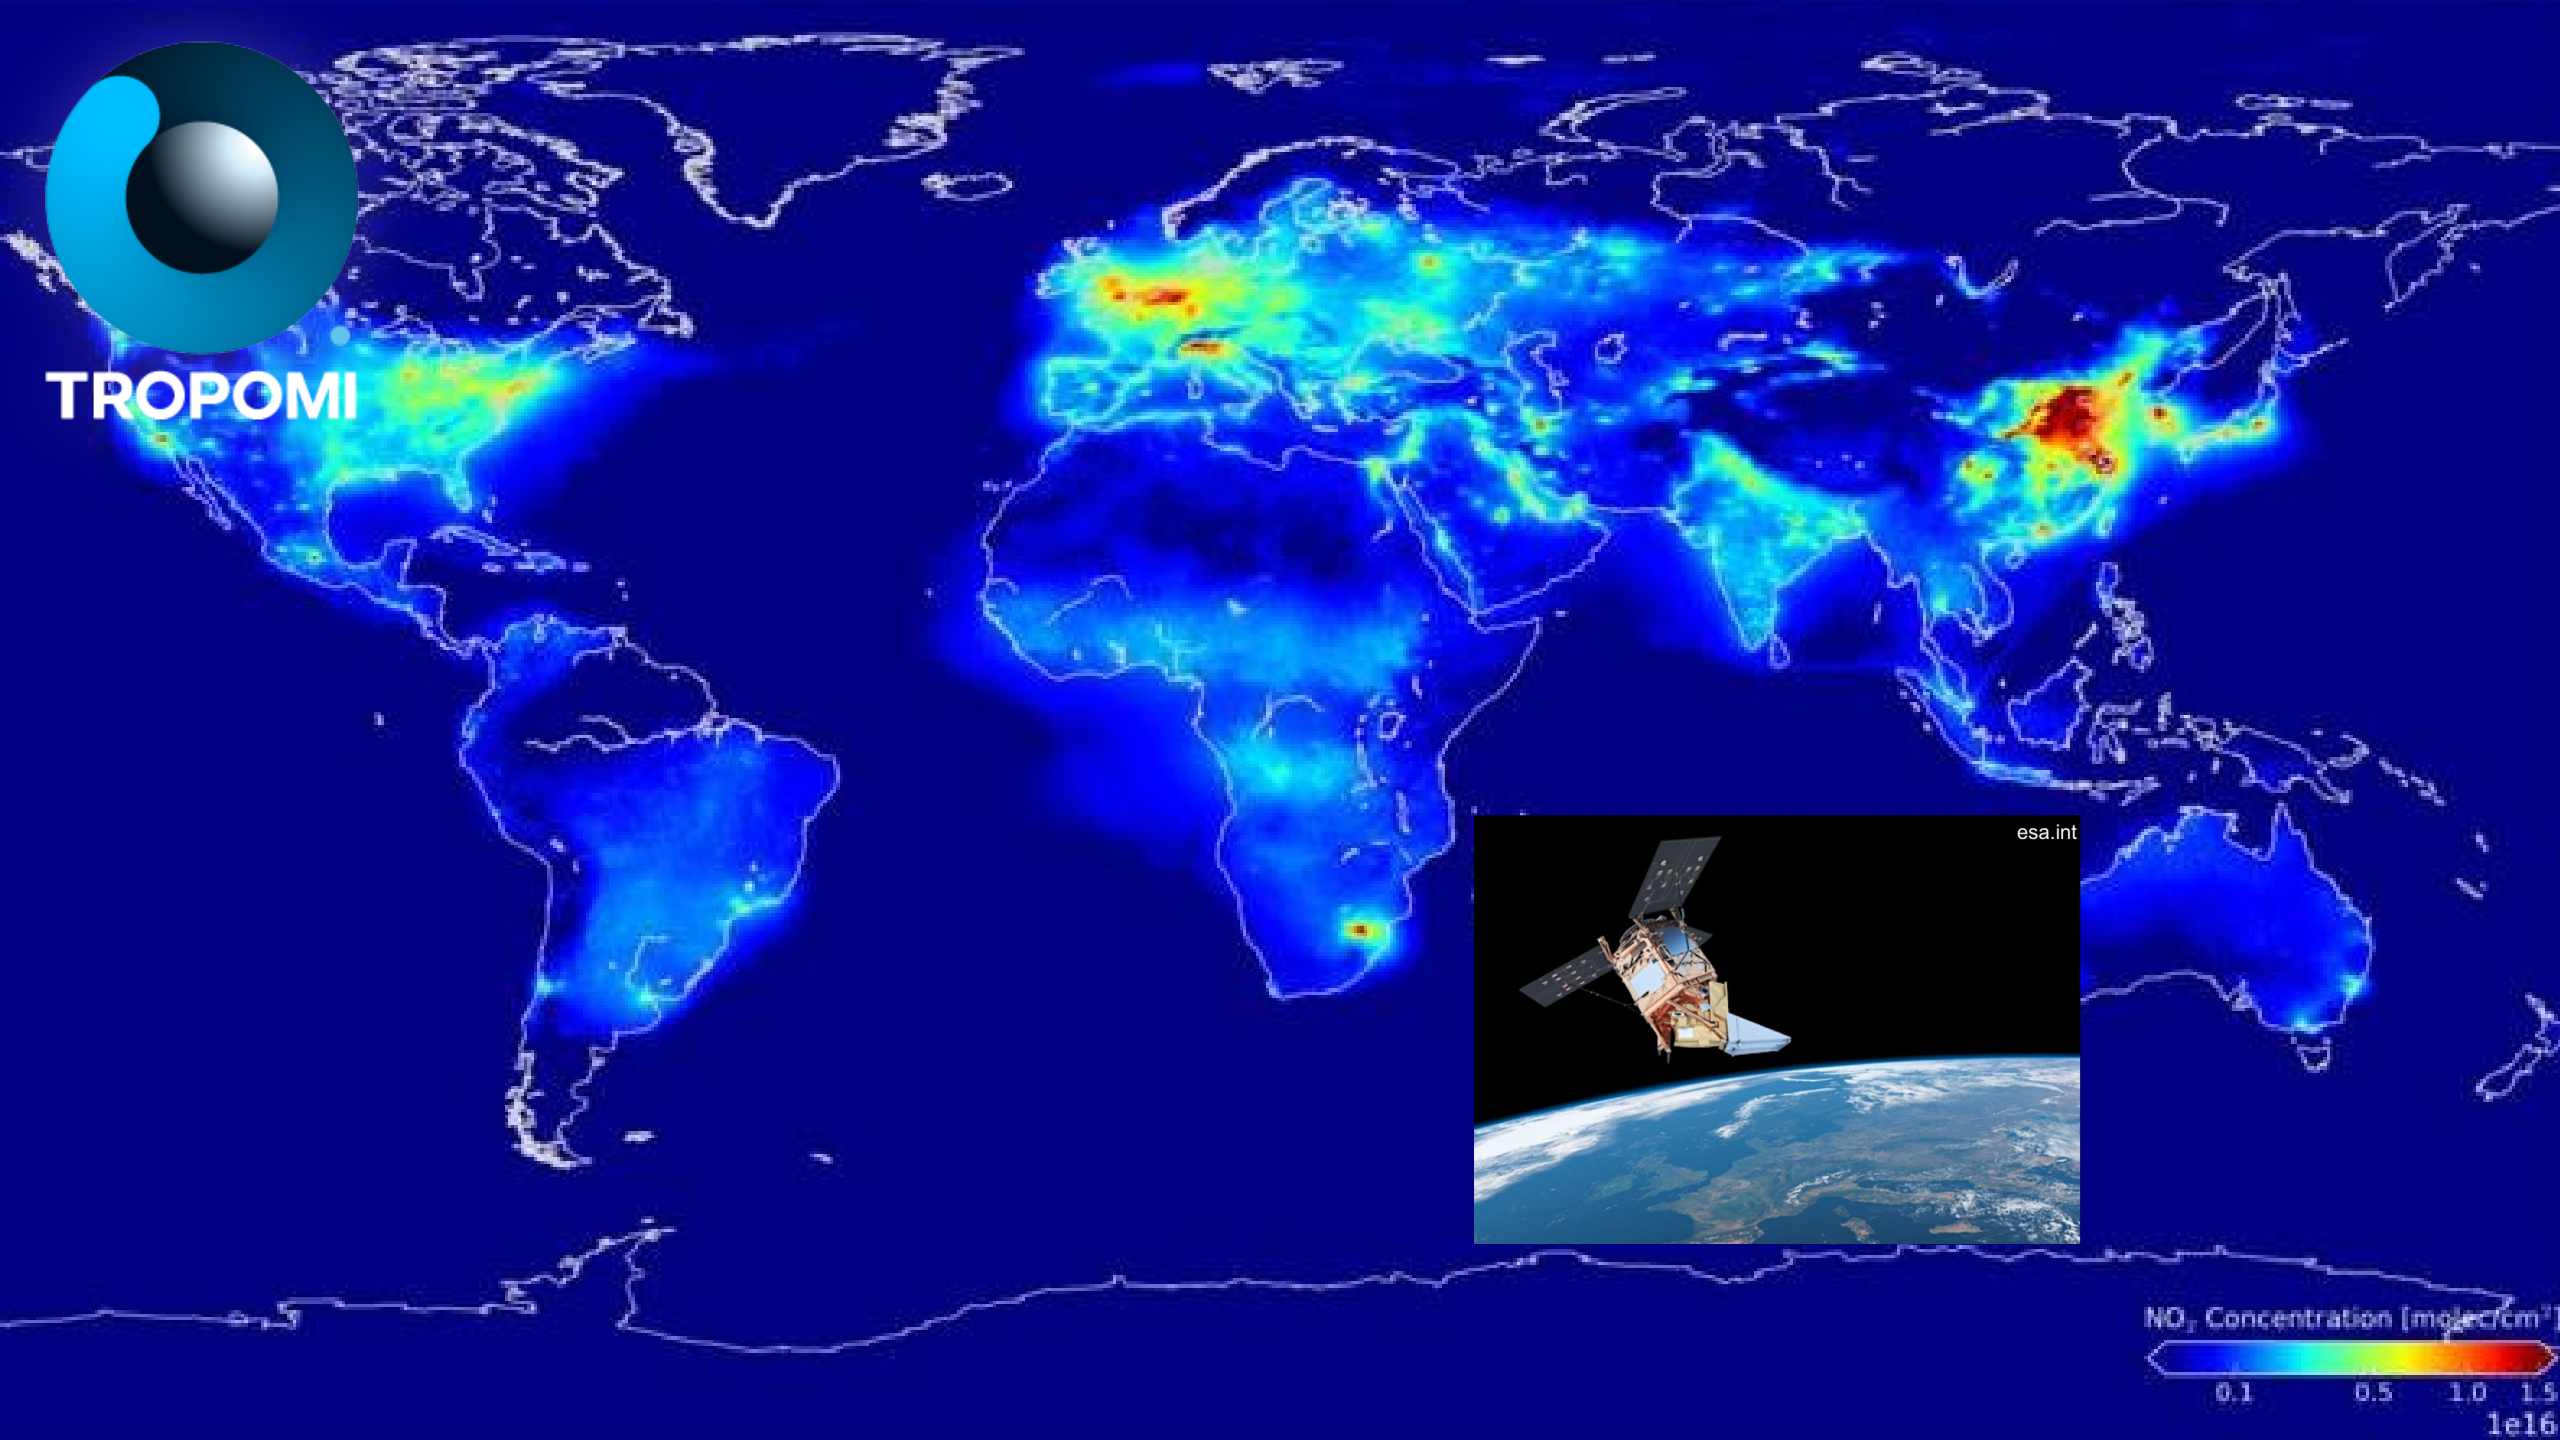 TROPOMI
esa.int
NO₂ Concentration [molec/cm²]
0.1 0.5 1.0 1.5
1e16